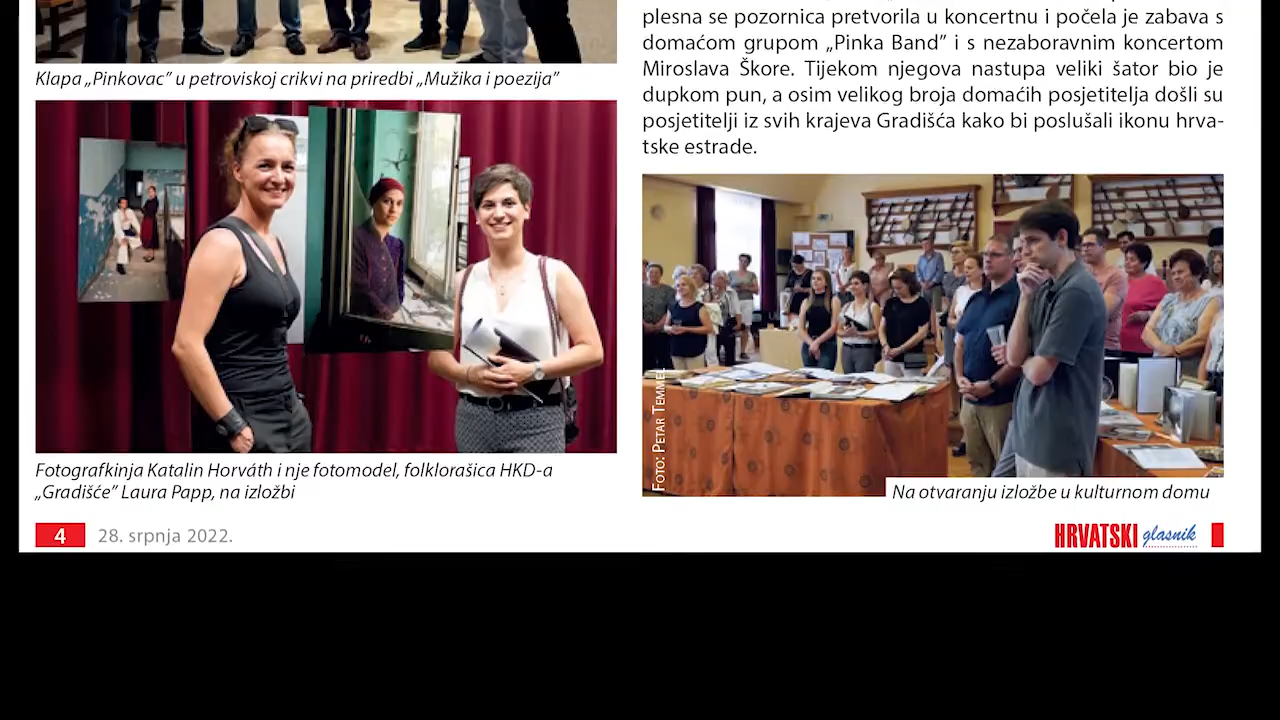 Klapa „Pinkovac” u petroviskoj crikvi na priredbi „Mužika i poezija”
Fotografkinja Katalin Horváth i nje fotomodel, folklorašica HKD-a
„Gradišće” Laura Papp, na izložbi
plesna se pozornica pretvorila u koncertnu i počela je zabava s
domaćom grupom „Pinka Band” i s nezaboravnim koncertom
Miroslava Škore. Tijekom njegova nastupa veliki šator bio je
dupkom pun, a osim velikog broja domaćih posjetitelja došli su
posjetitelji iz svih krajeva Gradišća kako bi poslušali ikonu hrva-
tske estrade.
Foto: Petar Temmel
Na otvaranju izložbe u kulturnom domu
4 28. srpnja 2022.
HRVATSKI glasnik